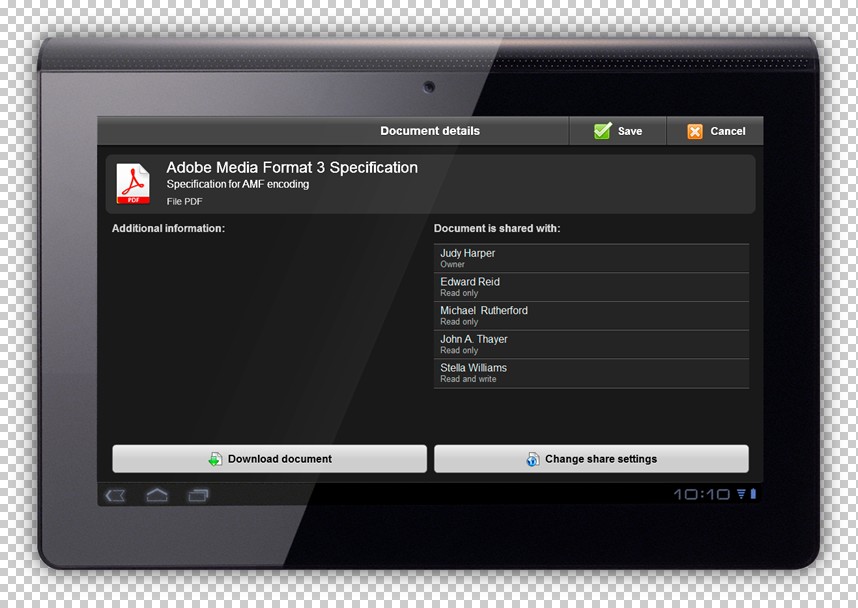 Document details
Save
Cancel
Adobe Media Format 3 Specification
Specification for AMF encoding
File PDF
PDF
Additional information:
Document is shared with:
Judy Harper
Owner
Edward Reid
Read only
Michael Rutherford
Read only
John A. Thayer
Read only
Stella Williams
Read and write
Download document
Change share settings
10:10